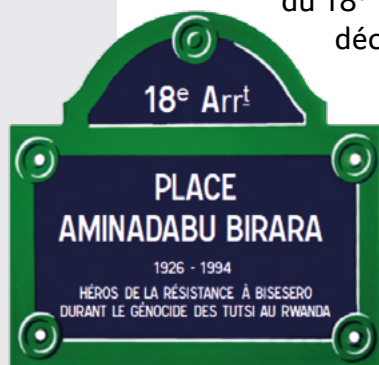 du 18e
déc
18e Arrt
PLACE
AMINADABU BIRARA
1926 - 1994
HÉROS DE LA RÉSISTANCE À BISESERO
DURANT LE GÉNOCIDE DES TUTSI AU RWANDA